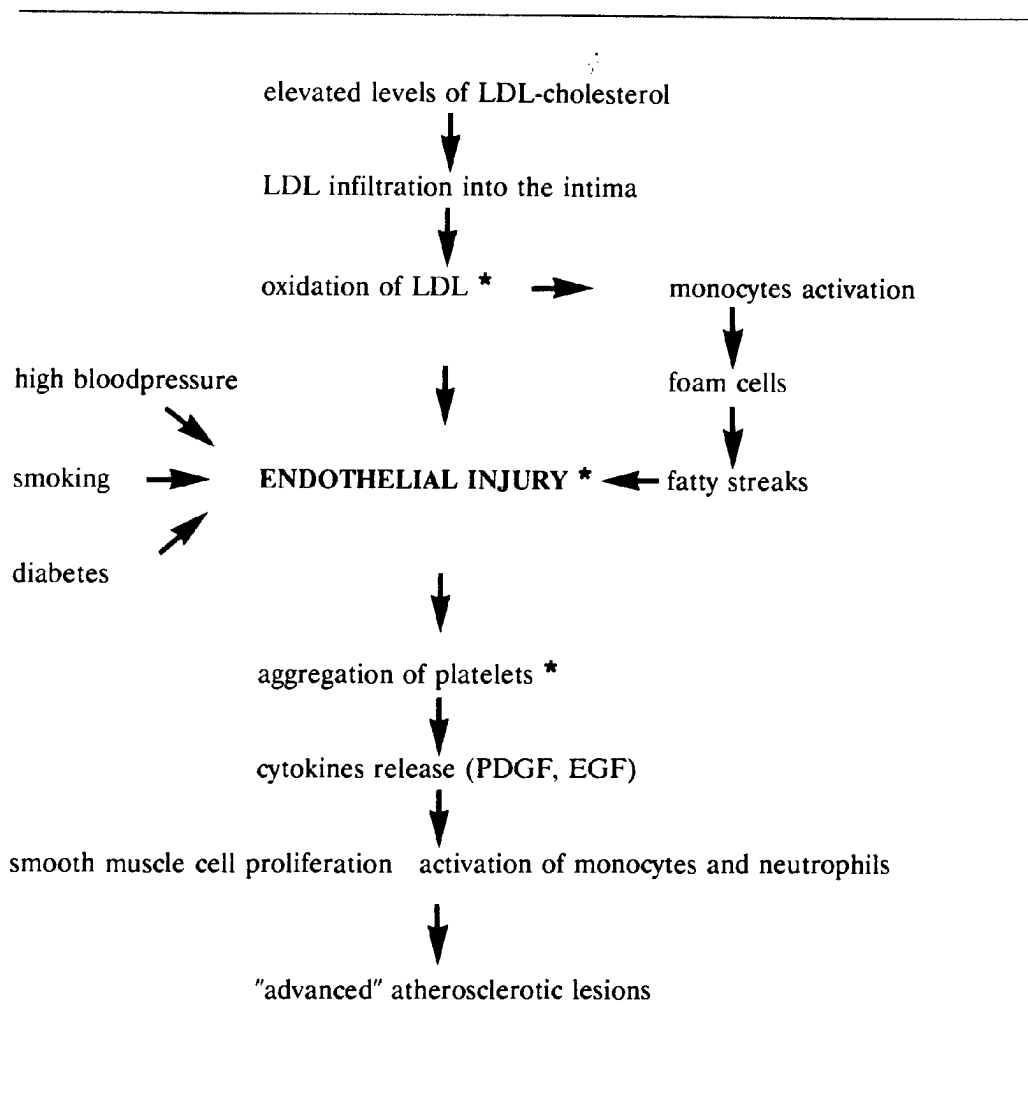 elevated levels of LDL-cholesterol
LDL infiltration into the intima
oxidation of LDL * monocytes activation
high bloodpressure foam cells
smoking ENDOTHELIAL INJURY * fatty streaks
diabetes
aggregation of platelets *
cytokines release (PDGF, EGF)
smooth muscle cell proliferation activation of monocytes and neutrophils
"advanced" atherosclerotic lesions